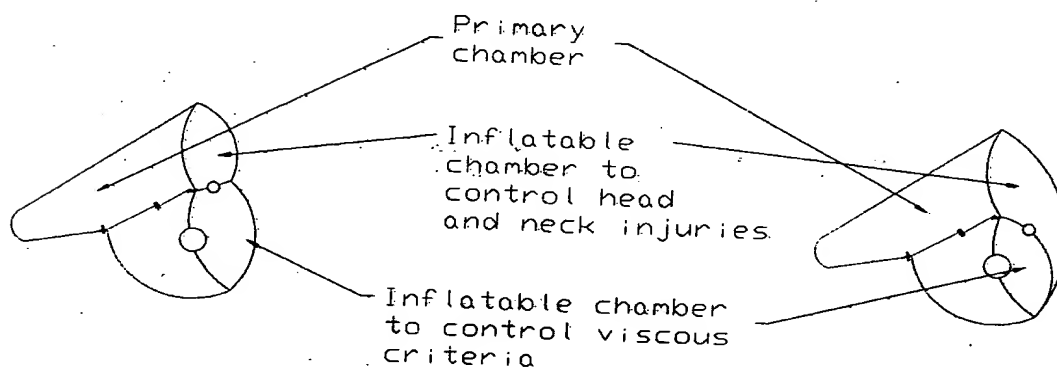 Primary
chamber
Inflatable
chamber to
control head
and neck injuries
Inflatable chamber
to control viscous
criteria